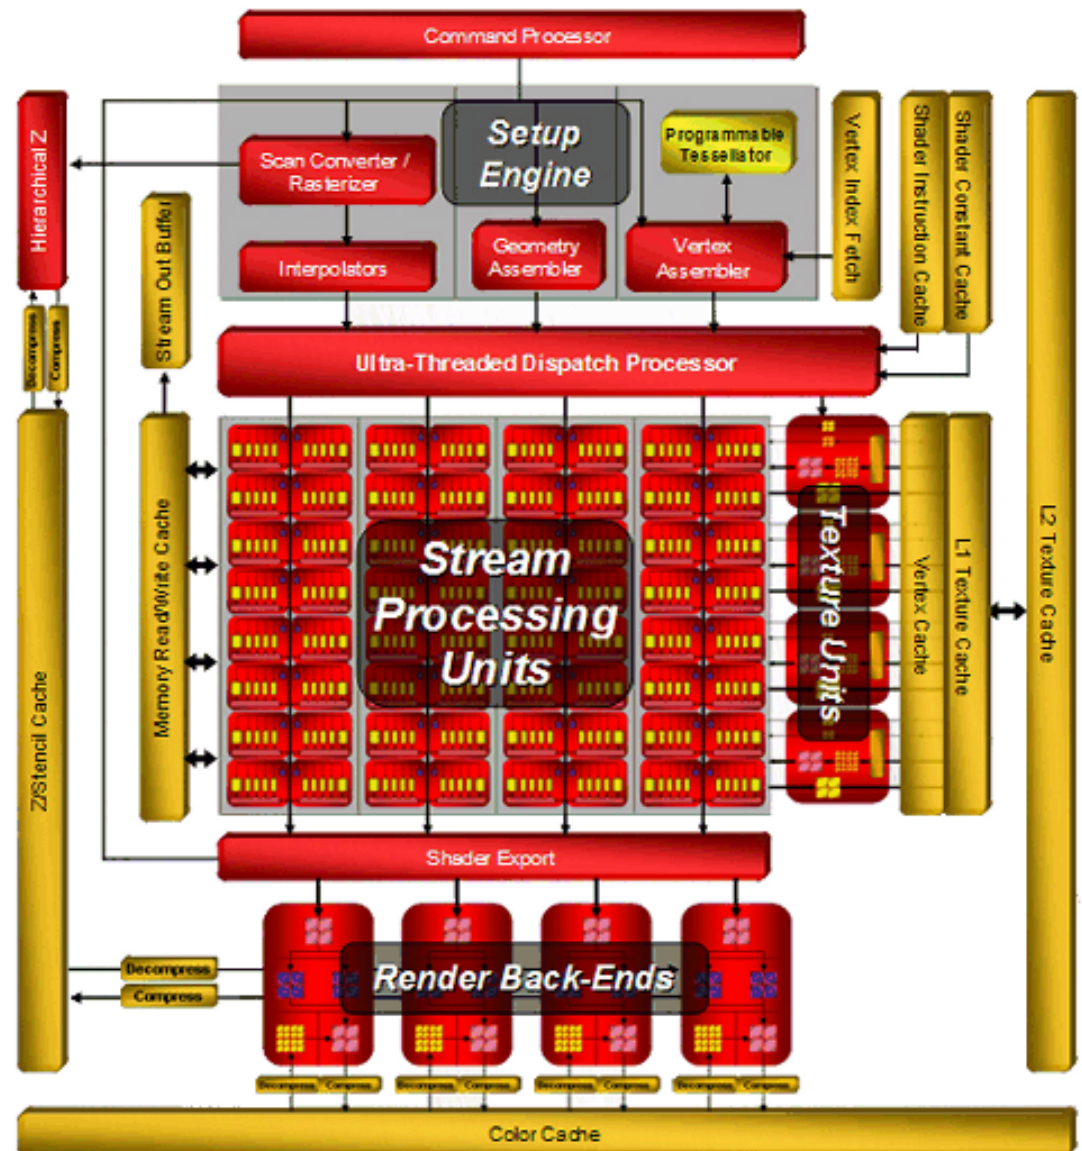 Command Processor
Hierarchical Z
Setup
Engine
Scan Converter /
Rasterizer
Programmable
Tessellator
Interpolators
Geometry
Assembler
Vertex
Assembler
Vertex Index Fetch
Shader Instruction Cache
Shader Constant Cache
Stream Out Buffer
Decompress
Compress
Ultra-Threaded Dispatch Processor
Z/Stencil Cache
Memory Read/Write Cache
Stream
Processing
Units
Texture Units
Vertex Cache
L1 Texture Cache
L2 Texture Cache
Shader Export
Decompress
Compress
Render Back-Ends
Decompress Compress Decompress Compress Decompress Compress Decompress Compress
Color Cache